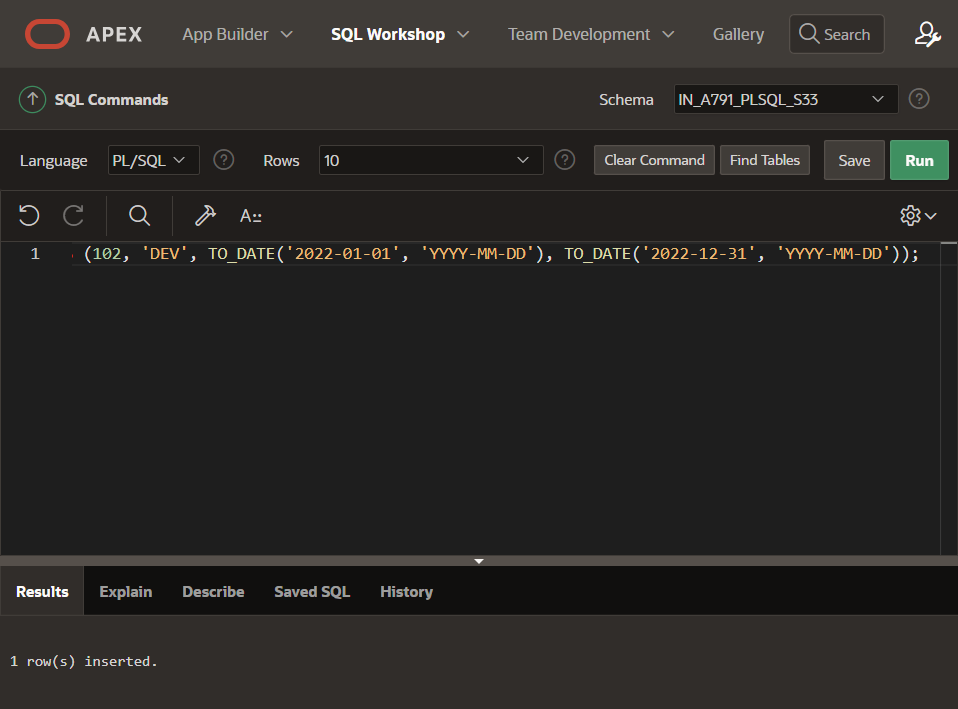 APEX App Builder SQL Workshop Team Development Gallery Search
SQL Commands Schema IN_A791_PLSQL_S33 ?
Language PL/SQL ? Rows 10 ? Clear Command Find Tables Save Run
A::
1 (102, 'DEV', TO_DATE('2022-01-01', 'YYYY-MM-DD'), TO_DATE('2022-12-31', 'YYYY-MM-DD'));
Results Explain Describe Saved SQL History
1 row(s) inserted.